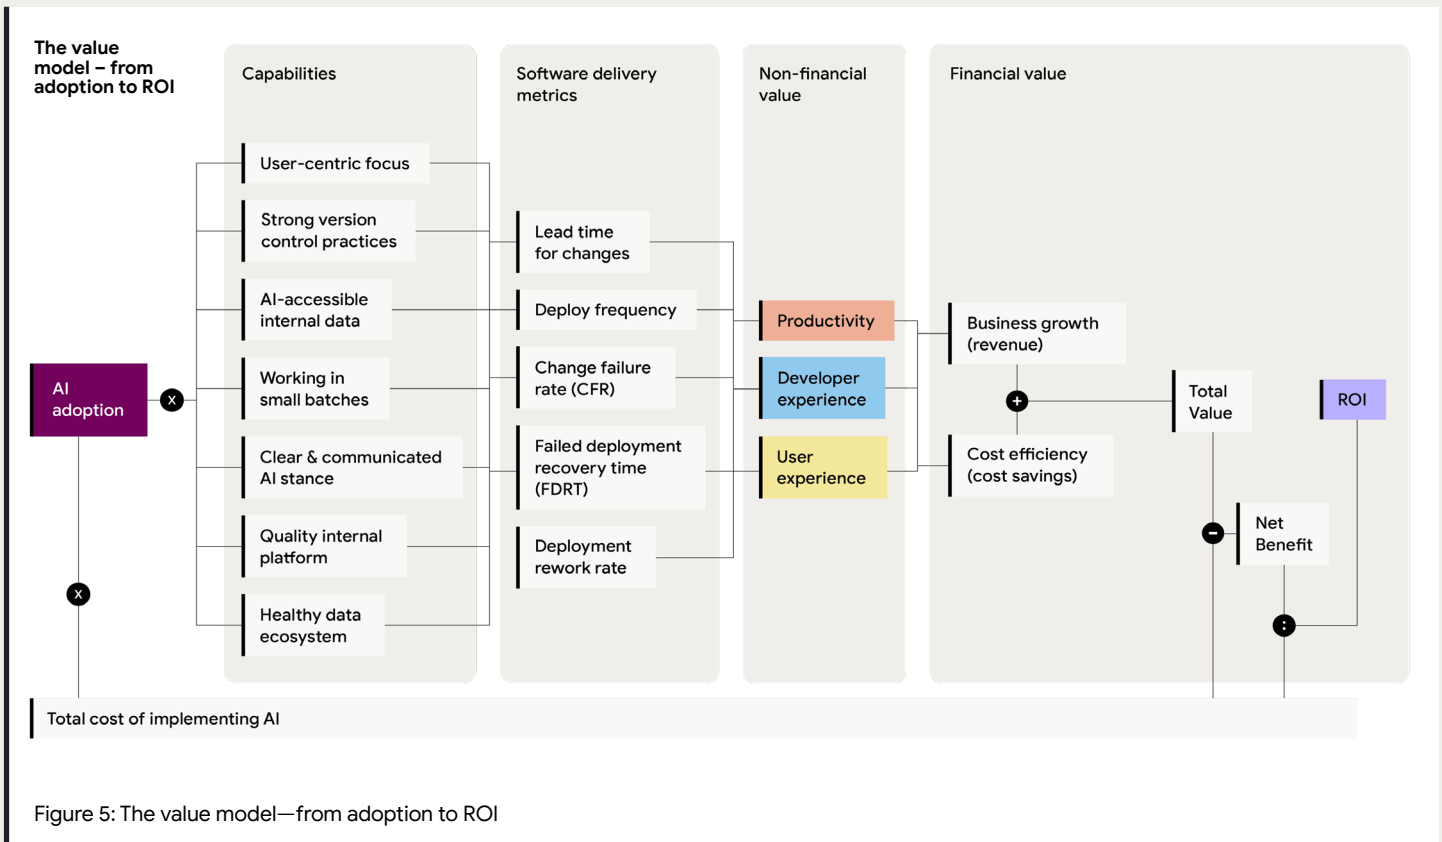 The value
model – from
adoption to ROI
Capabilities
Software delivery
metrics
Non-financial
value
Financial value
User-centric focus
Strong version
control practices
AI-accessible
internal data
Working in
small batches
Clear & communicated
AI stance
Quality internal
platform
Healthy data
ecosystem
Lead time
for changes
Deploy frequency
Change failure
rate (CFR)
Failed deployment
recovery time
(FDRT)
Deployment
rework rate
Productivity
Developer
experience
User
experience
Business growth
(revenue)
+
Cost efficiency
(cost savings)
Total
Value
ROI
−
Net
Benefit
:
AI
adoption
x
x
Total cost of implementing AI
Figure 5: The value model—from adoption to ROI